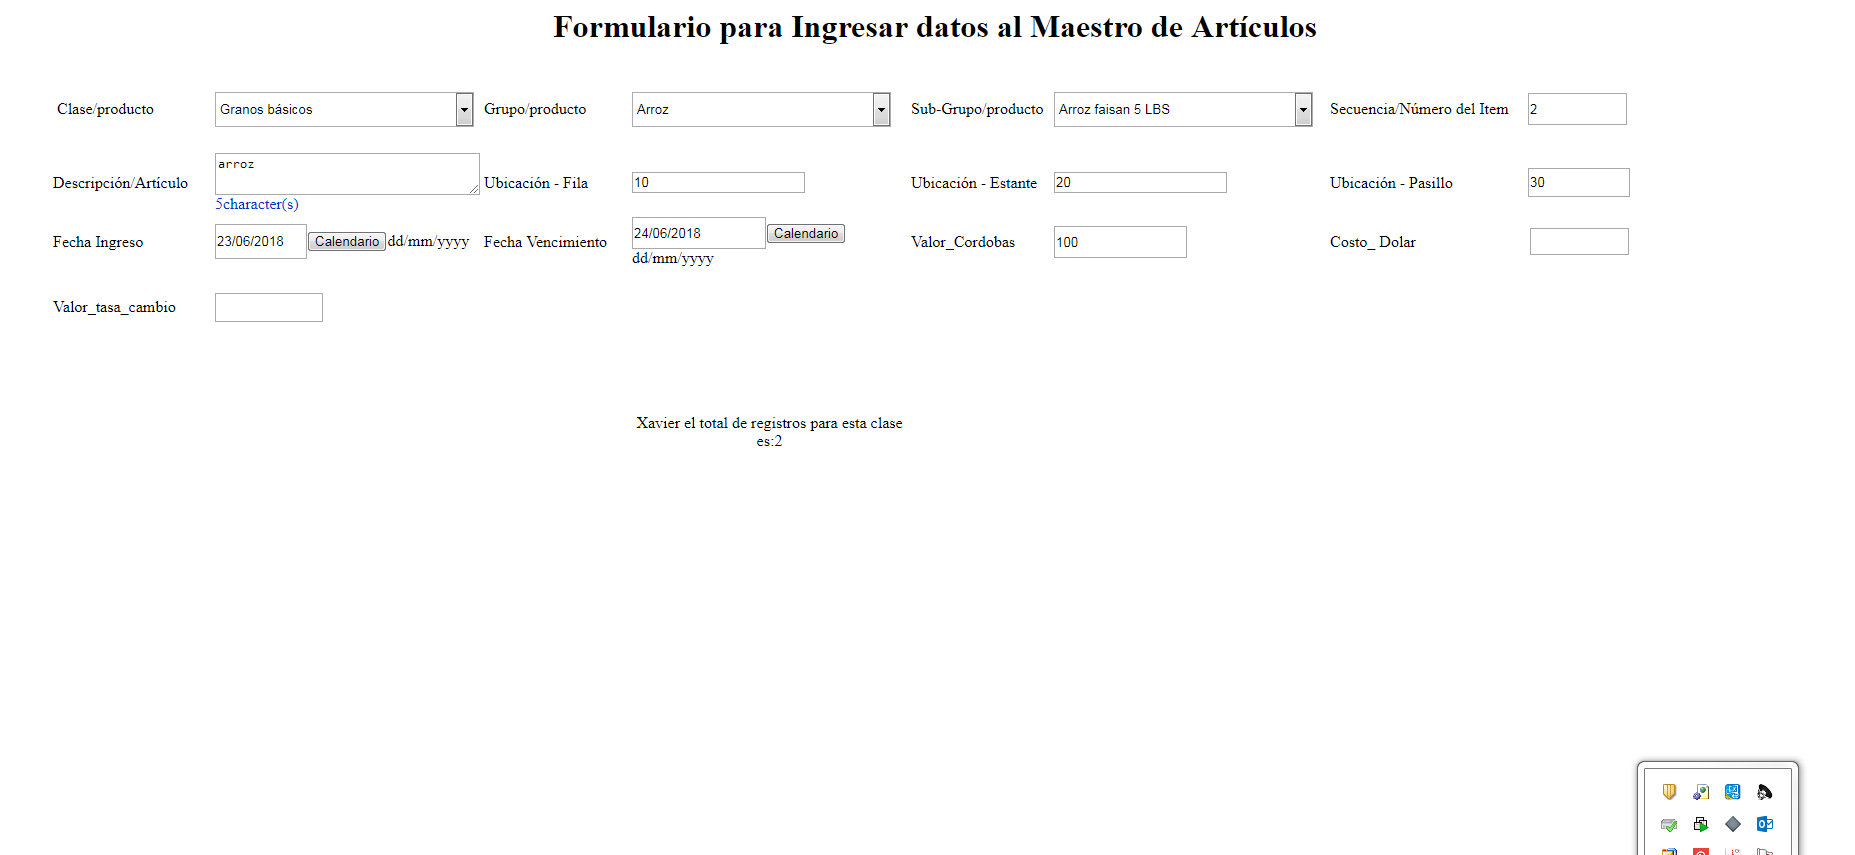 Formulario para Ingresar datos al Maestro de Artículos
Clase/producto Granos básicos Grupo/producto Arroz Sub-Grupo/producto Arroz faisan 5 LBS Secuencia/Número del Item 2
Descripción/Artículo arroz Ubicación - Fila 10 Ubicación - Estante 20 Ubicación - Pasillo 30
5character(s)
Fecha Ingreso 23/06/2018 Calendario dd/mm/yyyy Fecha Vencimiento 24/06/2018 Calendario Valor_Cordobas 100 Costo_ Dolar
dd/mm/yyyy
Valor_tasa_cambio
Xavier el total de registros para esta clase
es:2